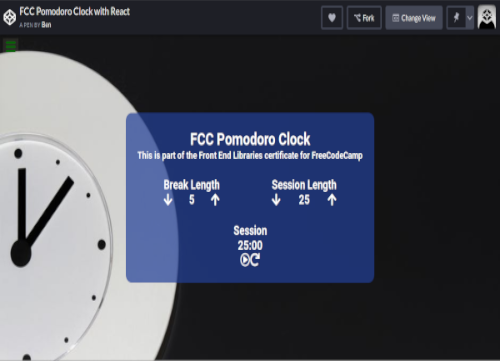 FCC Pomodoro Clock with React
A PEN BY Ben
Fork
Change View
FCC Pomodoro Clock
This is part of the Front End Libraries certificate for FreeCodeCamp
Break Length
Session Length
5
25
Session
25:00